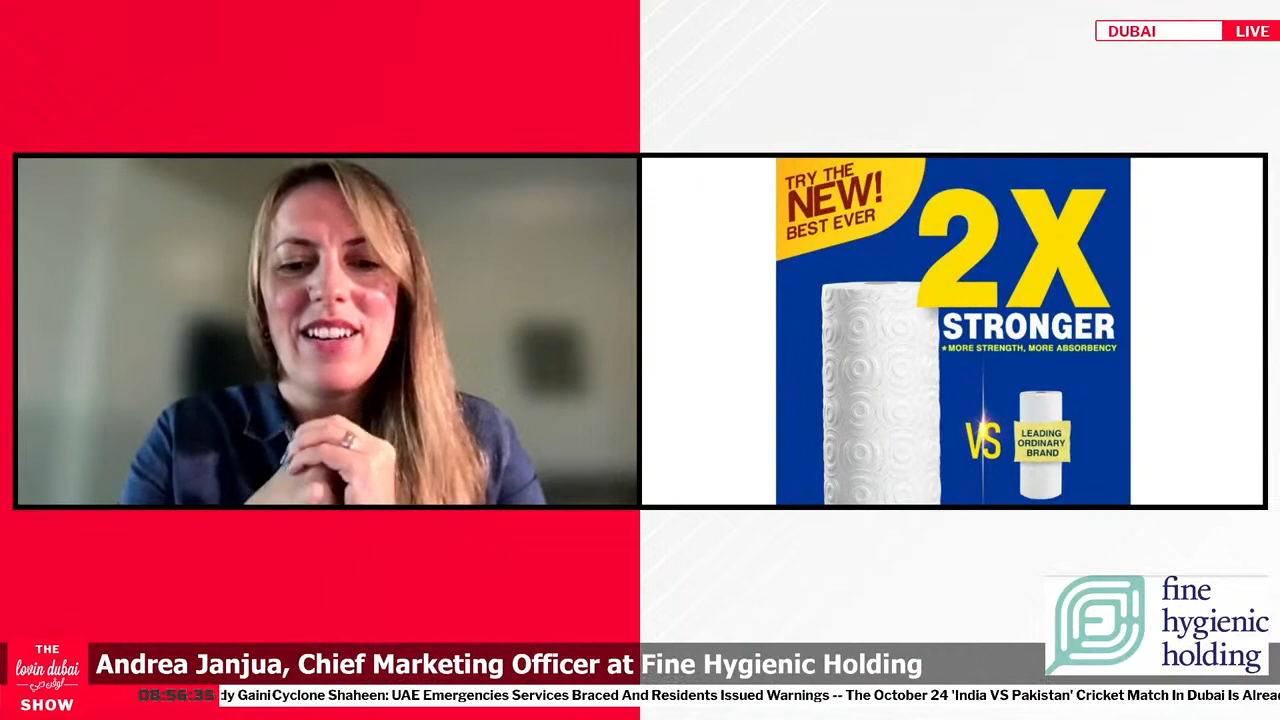 DUBAI
LIVE
TRY THE
NEW!
BEST EVER
2X
STRONGER
*MORE STRENGTH, MORE ABSORBENCY
VS
LEADING
ORDINARY
BRAND
fine
hygienic
holding
THE
lovin dubai
SHOW
Andrea Janjua, Chief Marketing Officer at Fine Hygienic Holding
08:56:35
Cyclone Shaheen: UAE Emergencies Services Braced And Residents Issued Warnings -- The October 24 'India VS Pakistan' Cricket Match In Dubai Is